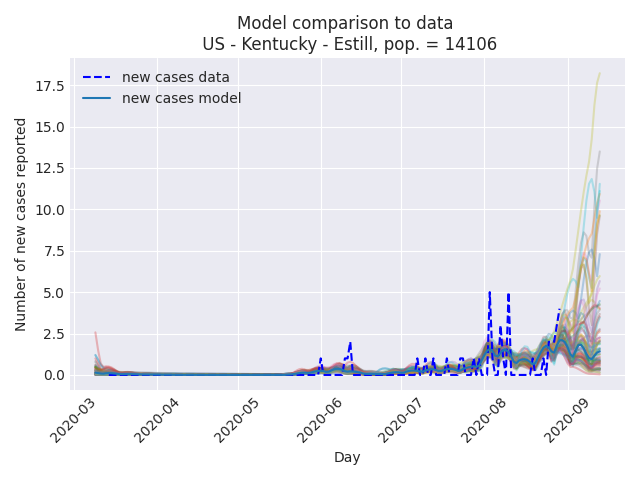 Model comparison to data
US - Kentucky - Estill, pop. = 14106
new cases data
new cases model
Number of new cases reported
17.5
15.0
12.5
10.0
7.5
5.0
2.5
0.0
2020-03
2020-04
2020-05
2020-06
2020-07
2020-08
2020-09
Day